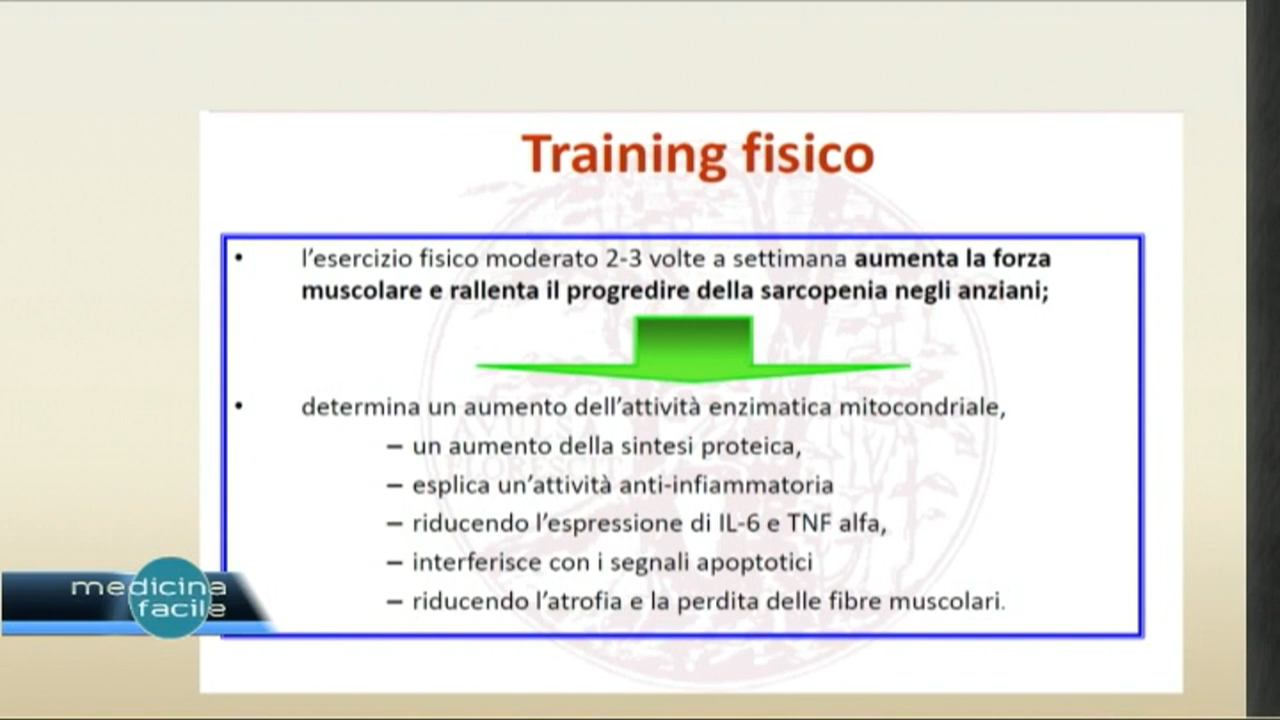 Training fisico
• l'esercizio fisico moderato 2-3 volte a settimana aumenta la forza
muscolare e rallenta il progredire della sarcopenia negli anziani;
• determina un aumento dell'attività enzimatica mitocondriale,
– un aumento della sintesi proteica,
– esplica un'attività anti-infiammatoria
– riducendo l'espressione di IL-6 e TNF alfa,
– interferisce con i segnali apoptotici
– riducendo l'atrofia e la perdita delle fibre muscolari.
medicina
facile